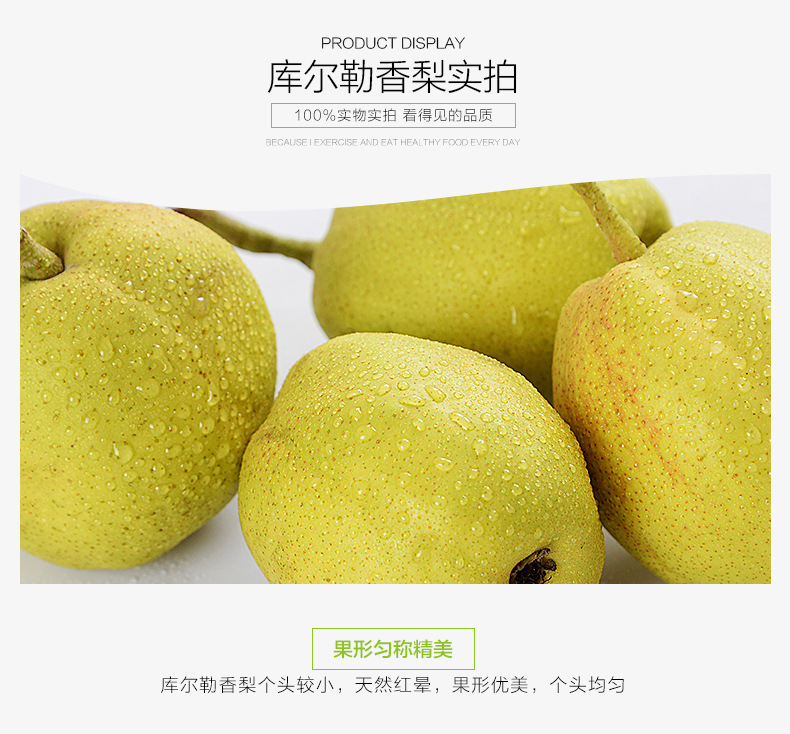 PRODUCT DISPLAY
库尔勒香梨实拍
100%实物实拍 看得见的品质
BECAUSE I EXERCISE AND EAT HEALTHY FOOD EVERY DAY
果形匀称精美
库尔勒香梨个头较小，天然红晕，果形优美，个头均匀